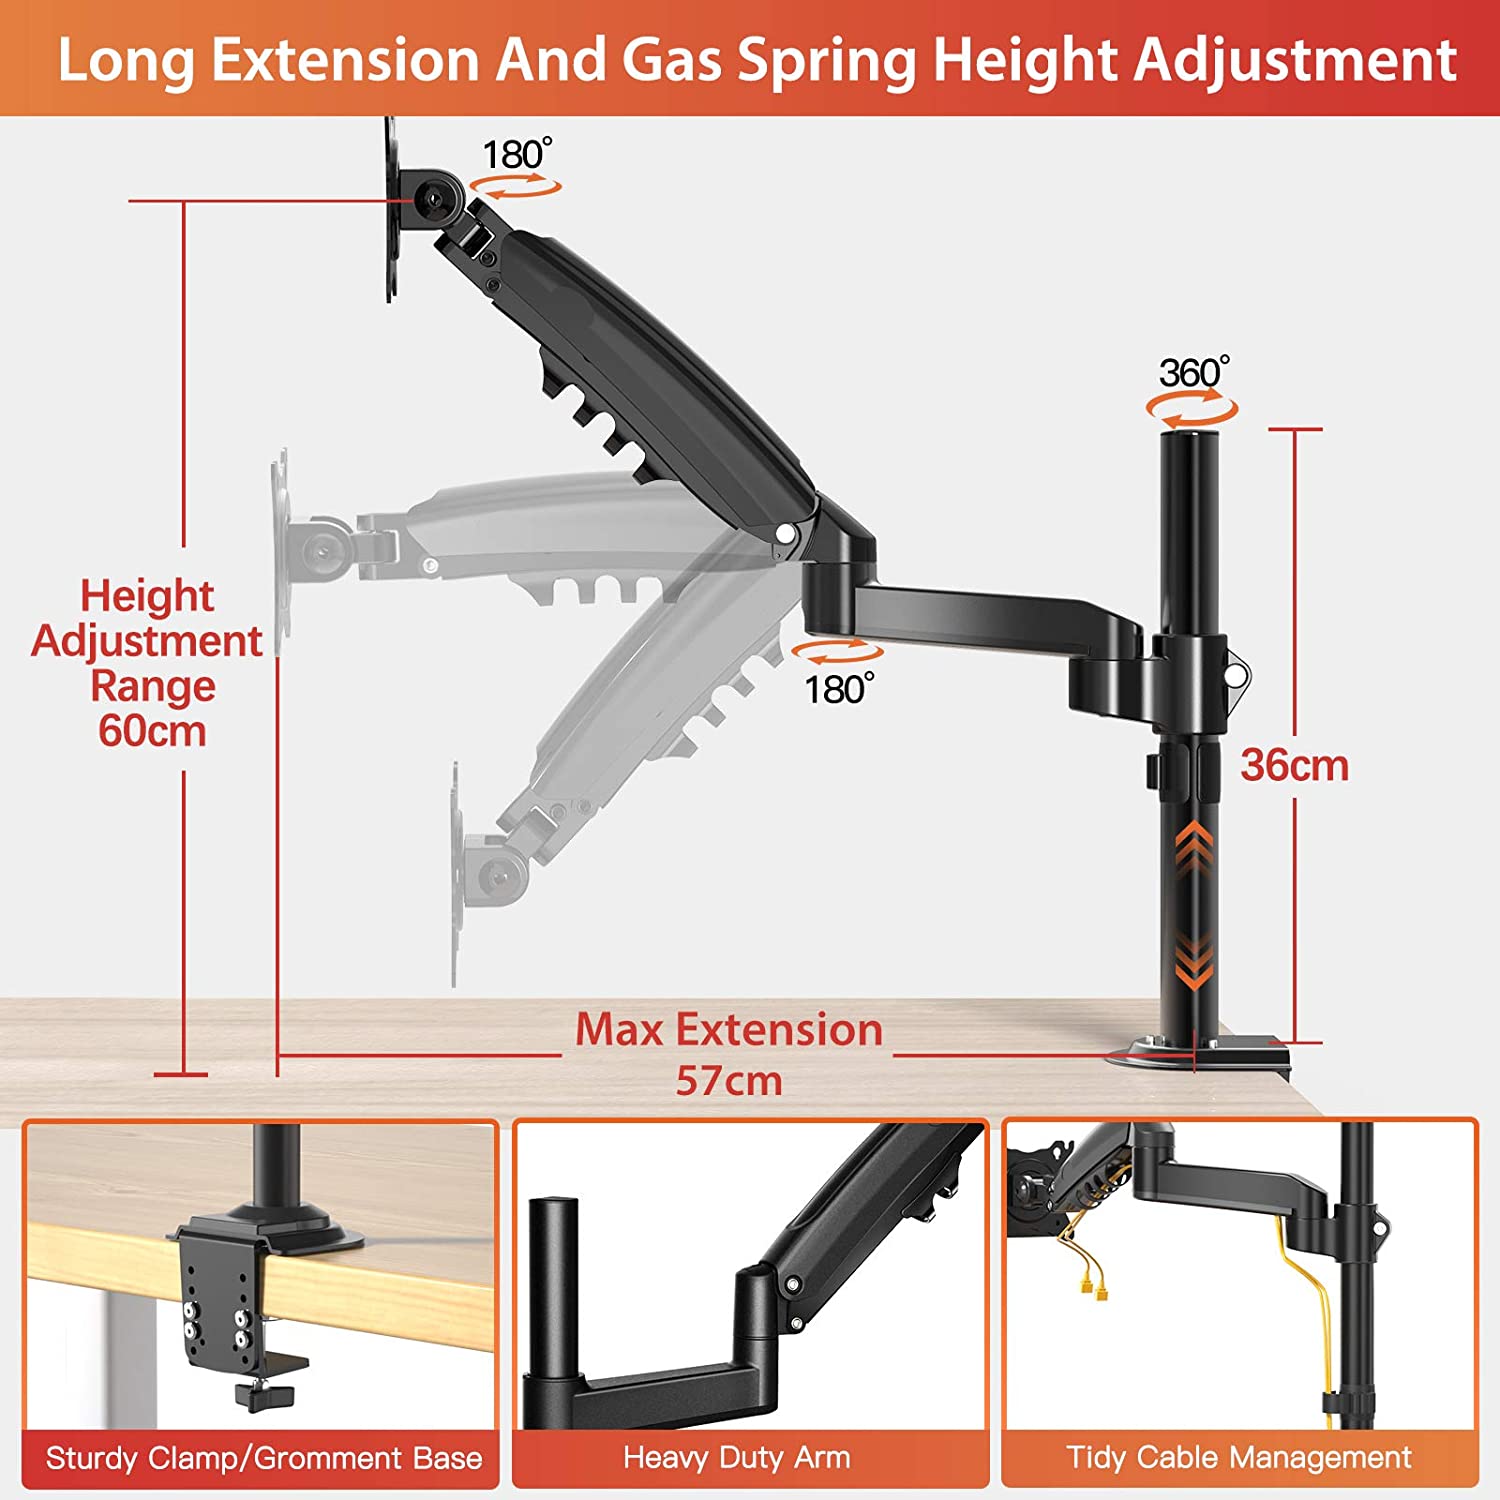 Long Extension And Gas Spring Height Adjustment
180°
360°
Height
Adjustment
Range
60cm
180°
36cm
Max Extension
57cm
Sturdy Clamp/Gromment Base
Heavy Duty Arm
Tidy Cable Management